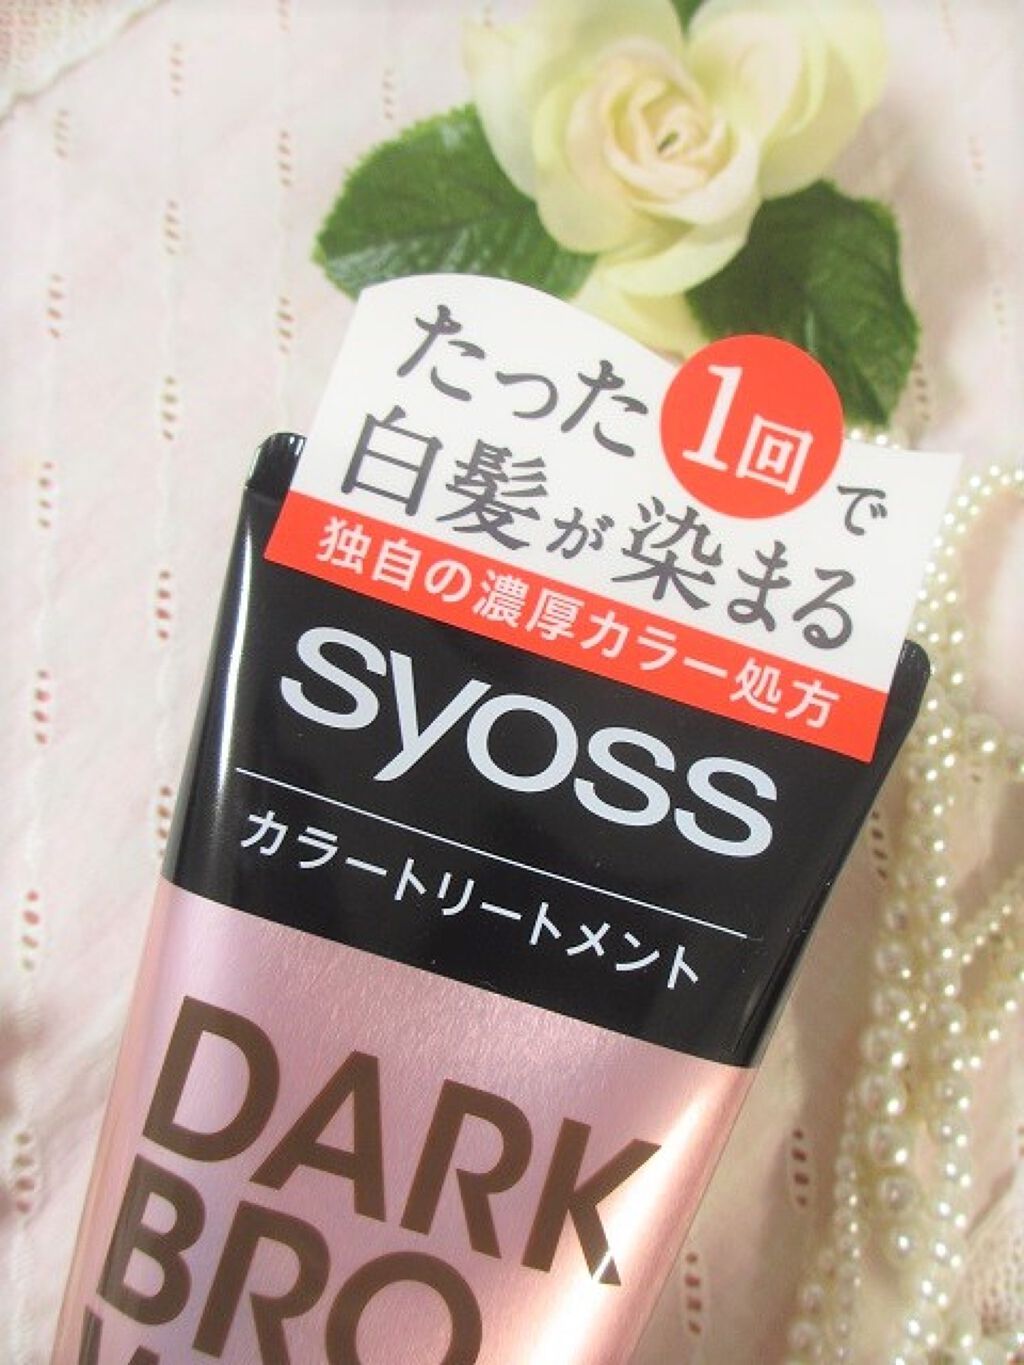 たった1回で
白髪が染まる
独自の濃厚カラー処方
syoss
カラートリートメント
DARK
BRO